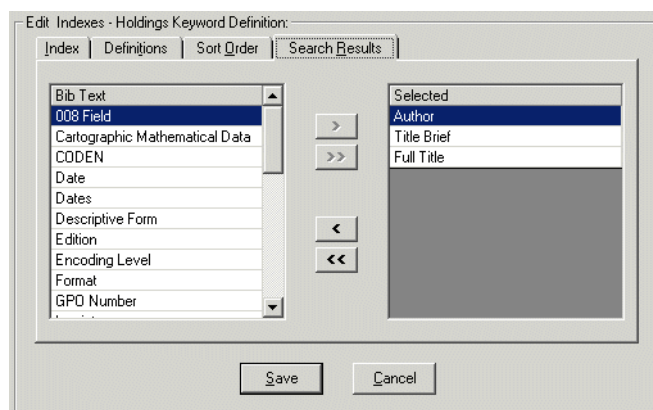 Edit Indexes - Holdings Keyword Definition:
Index
Definitions
Sort Order
Search Results
Bib Text
008 Field
Cartographic Mathematical Data
CODEN
Date
Dates
Descriptive Form
Edition
Encoding Level
Format
GPO Number
>
>>
<
<<
Selected
Author
Title Brief
Full Title
Save
Cancel